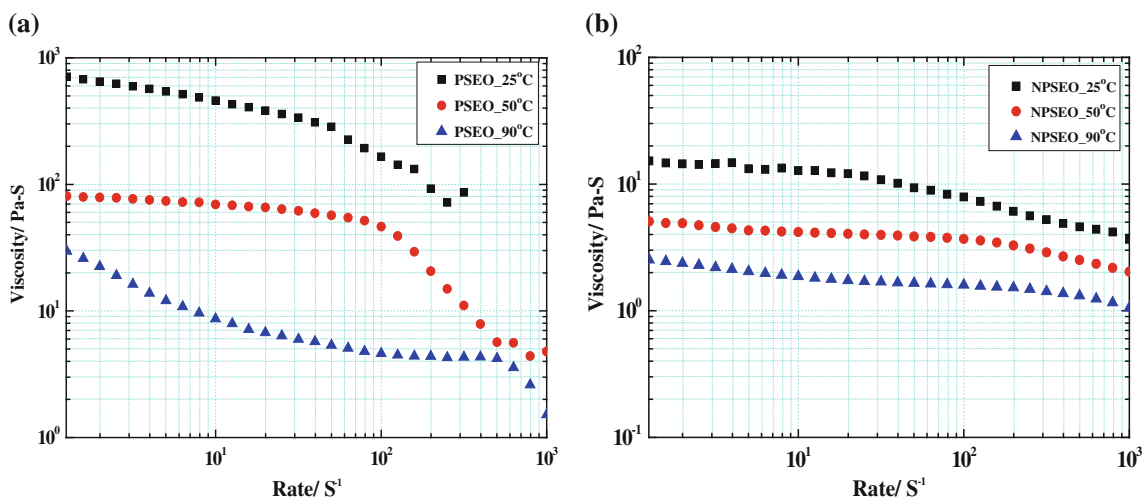 (a)
10³
10²
10¹
10⁰
Viscosity/ Pa-S
PSEO_25°C
PSEO_50°C
PSEO_90°C
10¹
10²
10³
Rate/ S⁻¹
(b)
10²
10¹
10⁰
10⁻¹
Viscosity/ Pa-S
NPSEO_25°C
NPSEO_50°C
NPSEO_90°C
10¹
10²
10³
Rate/ S⁻¹